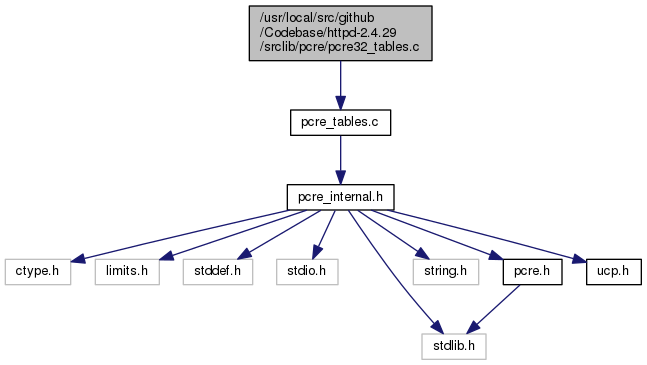 /usr/local/src/github
/Codebase/httpd-2.4.29
/srclib/pcre/pcre32_tables.c
pcre_tables.c
pcre_internal.h
ctype.h
limits.h
stddef.h
stdio.h
string.h
pcre.h
ucp.h
stdlib.h